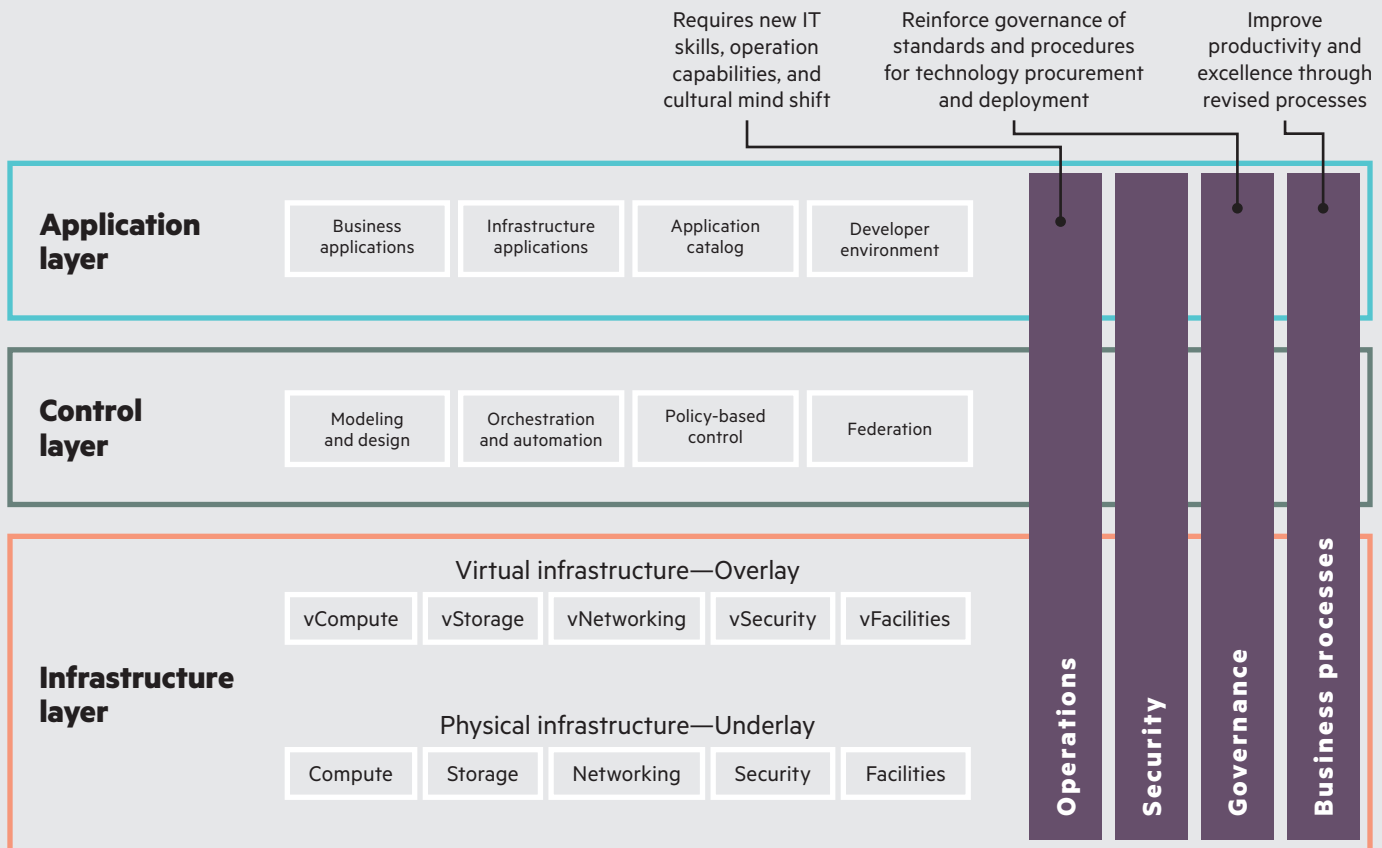 Requires new IT
skills, operation
capabilities, and
cultural mind shift
Reinforce governance of
standards and procedures
for technology procurement
and deployment
Improve
productivity and
excellence through
revised processes
Application
layer
Business
applications
Infrastructure
applications
Application
catalog
Developer
environment
Control
layer
Modeling
and design
Orchestration
and automation
Policy-based
control
Federation
Infrastructure
layer
Virtual infrastructure—Overlay
vCompute
vStorage
vNetworking
vSecurity
vFacilities
Physical infrastructure—Underlay
Compute
Storage
Networking
Security
Facilities
Operations
Security
Governance
Business processes